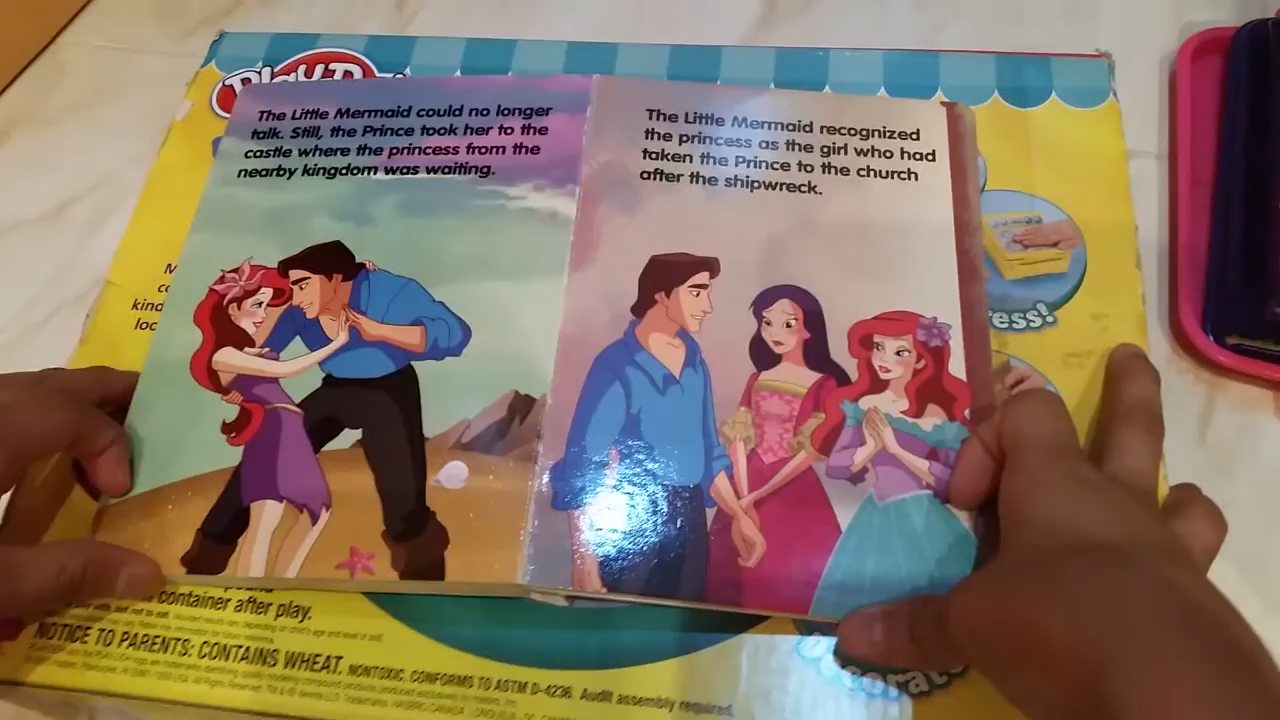 PLAY-D
The Little Mermaid could no longer
talk. Still, the Prince took her to the
castle where the princess from the
nearby kingdom was waiting.
The Little Mermaid recognized
the princess as the girl who had
taken the Prince to the church
after the shipwreck.
M
kind
loc
ess!
container after play.
NOTICE TO PARENTS: CONTAINS WHEAT. NONTOXIC. CONFORMS TO ASTM D-4236. Adult assembly required.